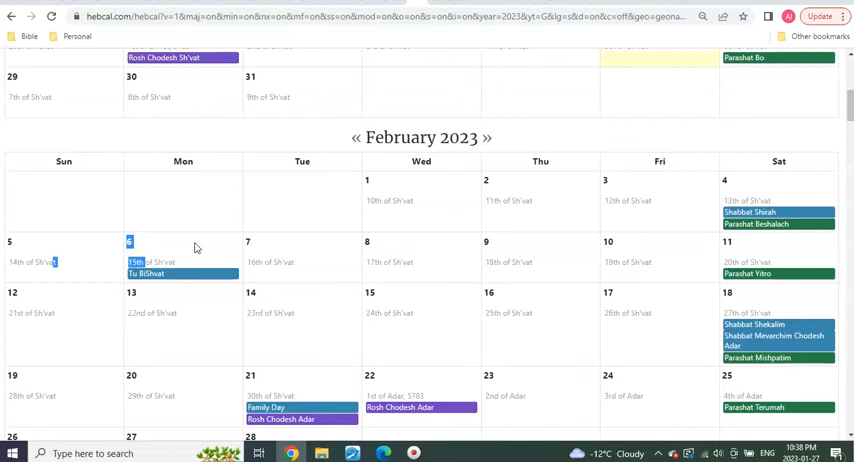 hebcal.com/hebcal?v=1&maj=on&min=on&nx=on&mf=on&ss=on&mod=on&o=on&s=on&i=on&year=2023&yt=G&lg=s&d=on&c=off&geo=geona...
Update
Bible
Personal
Other bookmarks
Rosh Chodesh Sh'vat
Parashat Bo
29
30
31
7th of Sh'vat
8th of Sh'vat
9th of Sh'vat
« February 2023 »
Sun Mon Tue Wed Thu Fri Sat
1 2 3 4
10th of Sh'vat 11th of Sh'vat 12th of Sh'vat 13th of Sh'vat
Shabbat Shirah
Parashat Beshalach
5 6 7 8 9 10 11
14th of Sh'vat 15th of Sh'vat 16th of Sh'vat 17th of Sh'vat 18th of Sh'vat 19th of Sh'vat 20th of Sh'vat
Tu BiShvat Parashat Yitro
12 13 14 15 16 17 18
21st of Sh'vat 22nd of Sh'vat 23rd of Sh'vat 24th of Sh'vat 25th of Sh'vat 26th of Sh'vat 27th of Sh'vat
Shabbat Shekalim
Shabbat Mevarchim Chodesh
Adar
Parashat Mishpatim
19 20 21 22 23 24 25
28th of Sh'vat 29th of Sh'vat 30th of Sh'vat 1st of Adar, 5783 2nd of Adar 3rd of Adar 4th of Adar
Family Day Rosh Chodesh Adar Parashat Terumah
Rosh Chodesh Adar
26 27 28
Type here to search
-12°C Cloudy
ENG
10:38 PM
2023-01-27